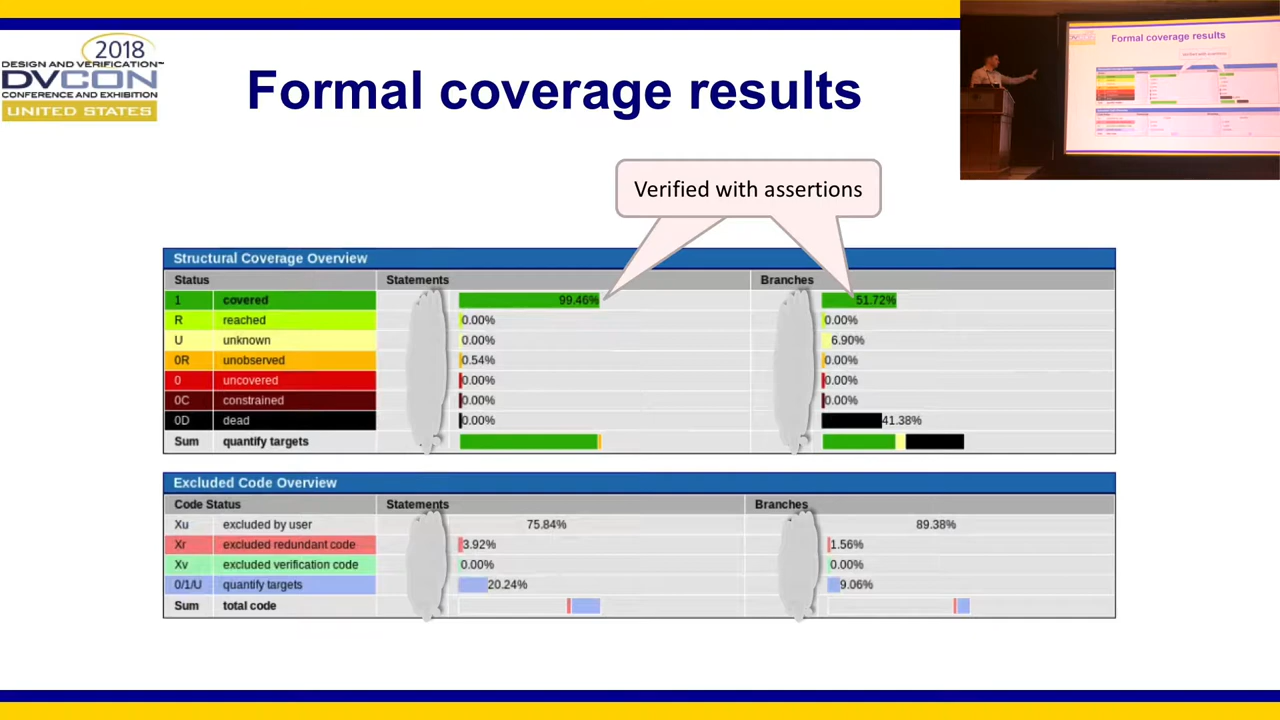 2018
DESIGN AND VERIFICATION™
DVCON
CONFERENCE AND EXHIBITION
UNITED STATES
Formal coverage results
Formal coverage results
Verified with assertions
Structural Coverage Overview
Status Statements Branches
1 covered 99.46% 51.72%
R reached 0.00% 0.00%
U unknown 0.00% 6.90%
0R unobserved 0.54% 0.00%
0 uncovered 0.00% 0.00%
0C constrained 0.00% 0.00%
0D dead 0.00% 41.38%
Sum quantify targets
Excluded Code Overview
Code Status Statements Branches
Xu excluded by user 75.84% 89.38%
Xr excluded redundant code 3.92% 1.56%
Xv excluded verification code 0.00% 0.00%
0/1/U quantify targets 20.24% 9.06%
Sum total code